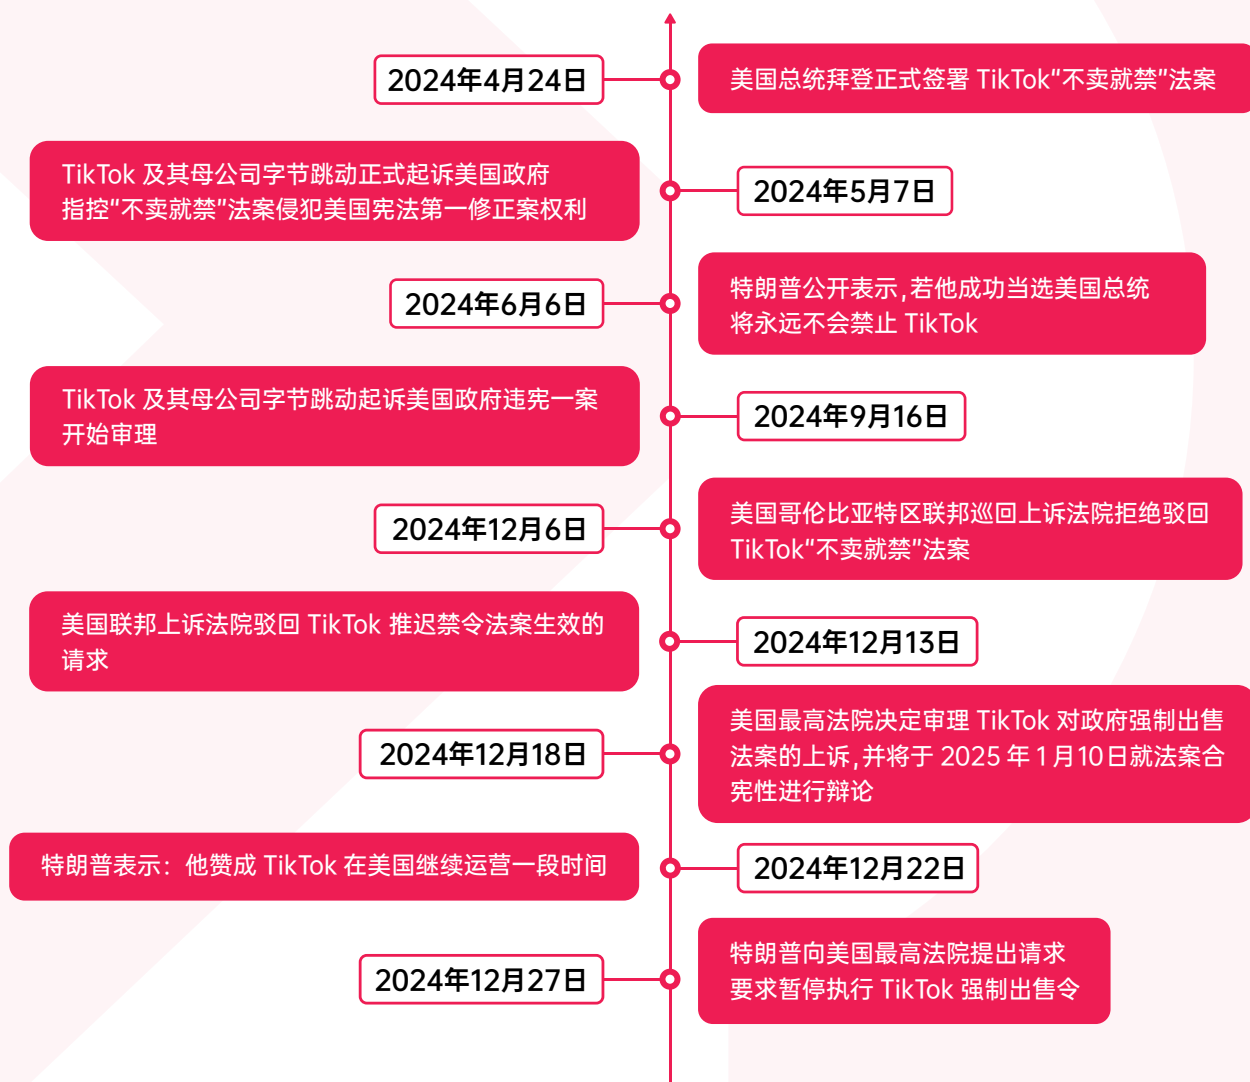 2024年4月24日
美国总统拜登正式签署 TikTok“不卖就禁”法案
2024年5月7日
TikTok 及其母公司字节跳动正式起诉美国政府
指控“不卖就禁”法案侵犯美国宪法第一修正案权利
2024年6月6日
特朗普公开表示,若他成功当选美国总统
将永远不会禁止 TikTok
2024年9月16日
TikTok 及其母公司字节跳动起诉美国政府违宪一案
开始审理
2024年12月6日
美国哥伦比亚特区联邦巡回上诉法院拒绝驳回
TikTok“不卖就禁”法案
2024年12月13日
美国联邦上诉法院驳回 TikTok 推迟禁令法案生效的
请求
2024年12月18日
美国最高法院决定审理 TikTok 对政府强制出售
法案的上诉,并将于 2025 年 1 月10日就法案合
宪性进行辩论
2024年12月22日
特朗普表示：他赞成 TikTok 在美国继续运营一段时间
2024年12月27日
特朗普向美国最高法院提出请求
要求暂停执行 TikTok 强制出售令